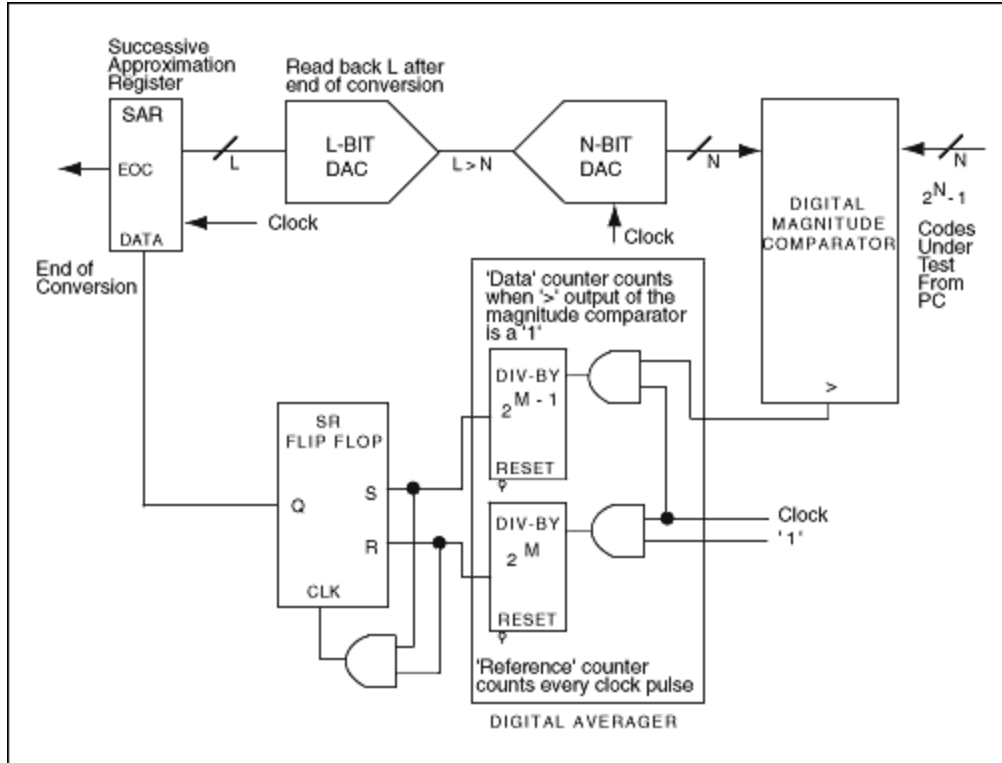 Successive
Approximation
Register
SAR
EOC
DATA
L
Clock
End of
Conversion
Read back L after
end of conversion
L-BIT
DAC
L > N
N-BIT
DAC
Clock
N
DIGITAL
MAGNITUDE
COMPARATOR
>
N
2^N - 1
Codes
Under
Test
From
PC
'Data' counter counts
when '>' output of the
magnitude comparator
is a '1'
DIV-BY
2^M - 1
RESET
DIV-BY
2^M
RESET
Clock
'1'
'Reference' counter
counts every clock pulse
DIGITAL AVERAGER
SR
FLIP FLOP
S
Q
R
CLK